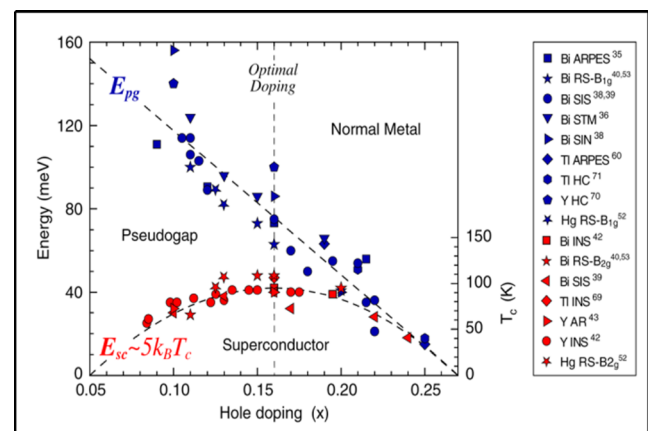 160
120
80
40
0
Energy (meV)
E_pg
Optimal
Doping
Normal Metal
Pseudogap
E_sc~5k_BT_c
Superconductor
0.05 0.10 0.15 0.20 0.25
Hole doping (x)
150
100
50
0
T_c (K)
Bi ARPES 35
Bi RS-B1g 40,53
Bi SIS 38,39
Bi STM 36
Bi SIN 38
Tl ARPES 60
Tl HC 71
Y HC 70
Hg RS-B1g 52
Bi INS 42
Bi RS-B2g 40,53
Bi SIS 39
Tl INS 69
Y AR 43
Y INS 42
Hg RS-B2g 52